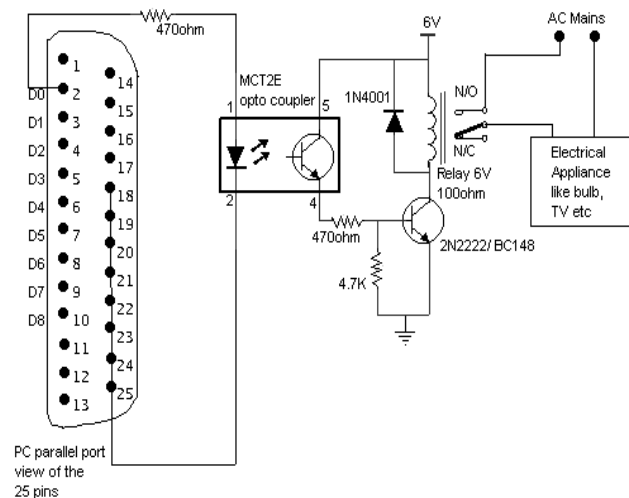 470ohm
6V
AC Mains
1
2
3
4
5
6
7
8
9
10
11
12
13
14
15
16
17
18
19
20
21
22
23
24
25
D0
D1
D2
D3
D4
D5
D6
D7
D8
MCT2E
opto coupler
1
5
2
4
1N4001
N/O
N/C
Relay 6V
100ohm
Electrical
Appliance
like bulb,
TV etc
470ohm
2N2222/ BC148
4.7K
PC parallel port
view of the
25 pins